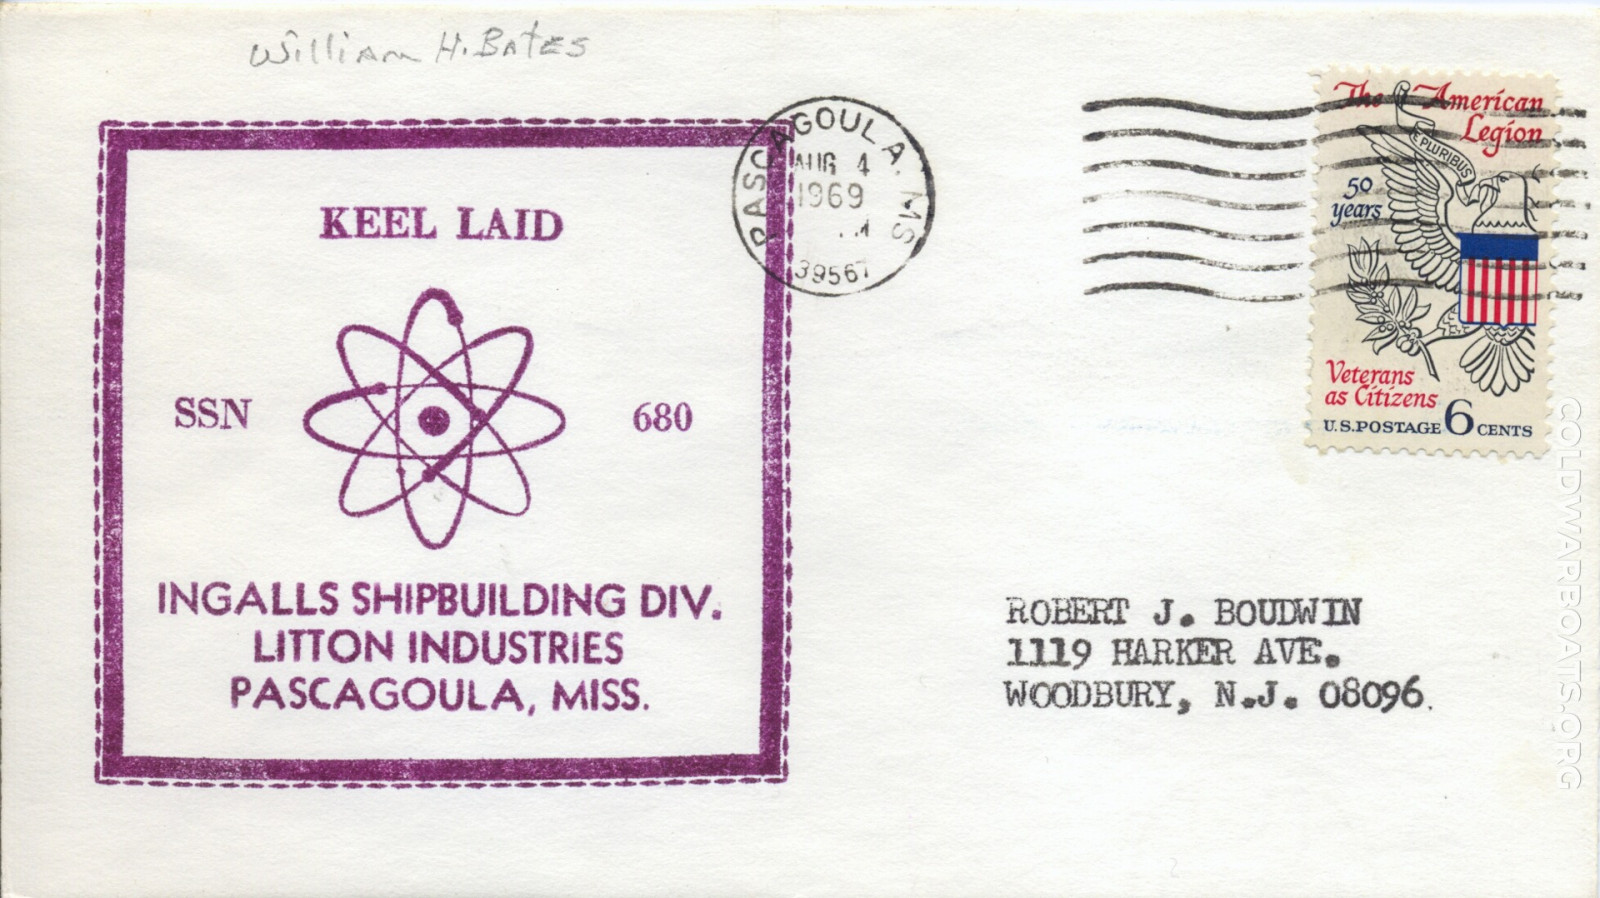 William H. Bates
KEEL LAID
SSN 680
INGALLS SHIPBUILDING DIV.
LITTON INDUSTRIES
PASCAGOULA, MISS.
PASCAGOULA, MS
AUG 4
1969
39567
The American
Legion
E PLURIBUS
50
years
Veterans
as Citizens
U.S. POSTAGE 6 CENTS
ROBERT J. BOUDWIN
1119 HARKER AVE.
WOODBURY, N.J. 08096.
COLDWARBOATS.ORG